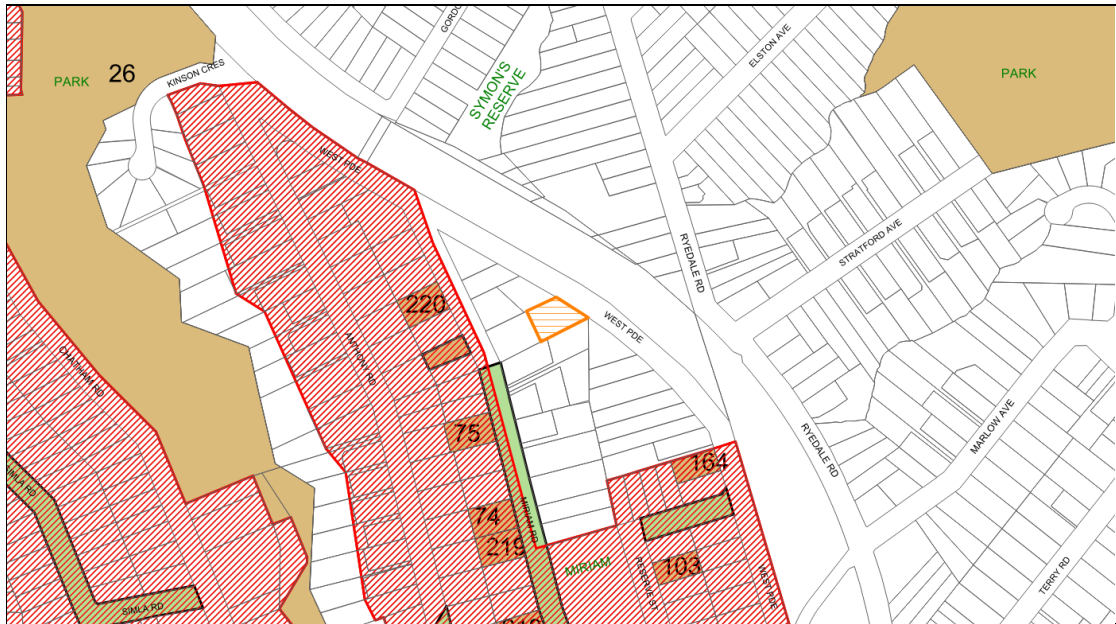 PARK
26
KINSON CRES
GORDO
SYMON'S
RESERVE
ELSTON AVE
PARK
WEST PDE
STRATFORD AVE
RYEDALE RD
220
WEST PDE
ANTHONY RD
CHATHAM RD
75
MARLOW AVE
RYEDALE RD
164
SIMLA RD
74
MIRIAM RD
219
MIRIAM
103
RESERVE ST
WEST PDE
TERRY RD
SIMLA RD